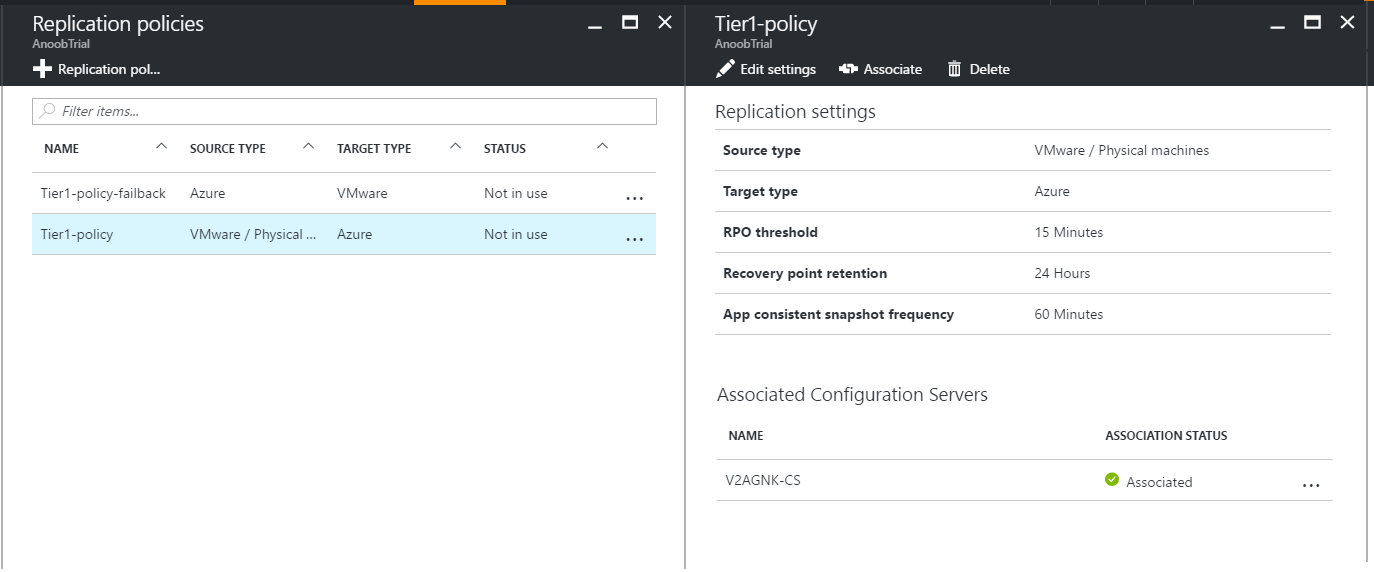 Replication policies
AnoobTrial
Replication pol...
Filter items...
NAME SOURCE TYPE TARGET TYPE STATUS
Tier1-policy-failback Azure VMware Not in use ...
Tier1-policy VMware / Physical ... Azure Not in use ...
Tier1-policy
AnoobTrial
Edit settings Associate Delete
Replication settings
Source type VMware / Physical machines
Target type Azure
RPO threshold 15 Minutes
Recovery point retention 24 Hours
App consistent snapshot frequency 60 Minutes
Associated Configuration Servers
NAME ASSOCIATION STATUS
V2AGNK-CS Associated ...